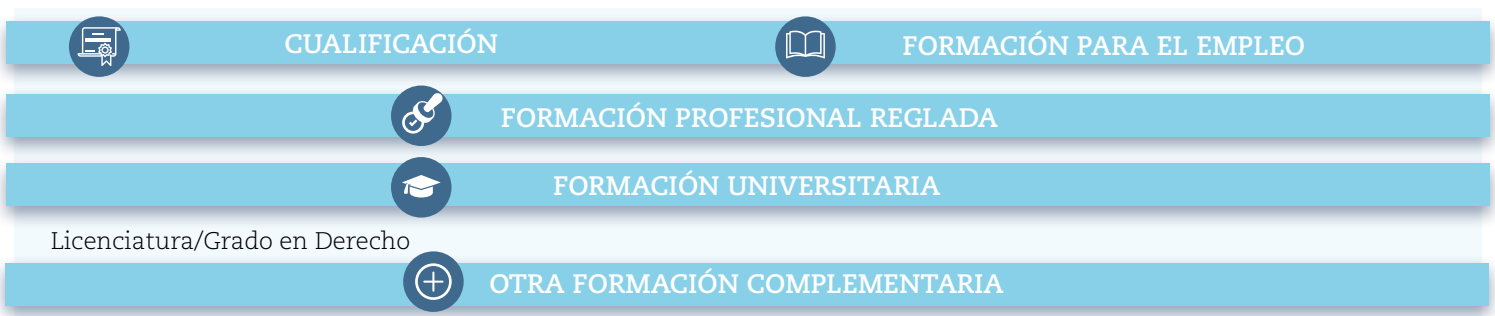 CUALIFICACIÓN
FORMACIÓN PARA EL EMPLEO
FORMACIÓN PROFESIONAL REGLADA
FORMACIÓN UNIVERSITARIA
Licenciatura/Grado en Derecho
OTRA FORMACIÓN COMPLEMENTARIA